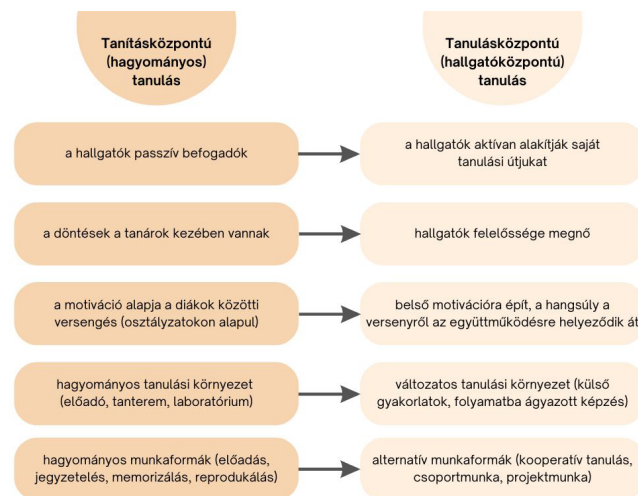 Tanításközpontú
(hagyományos)
tanulás
Tanulásközpontú
(hallgatóközpontú)
tanulás
a hallgatók passzív befogadók
a hallgatók aktívan alakítják saját
tanulási útjukat
a döntések a tanárok kezében vannak
hallgatók felelőssége megnő
a motiváció alapja a diákok közötti
versengés (osztályzatokon alapul)
belső motivációra épít, a hangsúly a
versenyről az együttműködésre helyeződik át
hagyományos tanulási környezet
(előadó, tanterem, laboratórium)
változatos tanulási környezet (külső
gyakorlatok, folyamatba ágyazott képzés)
hagyományos munkaformák (előadás,
jegyzetelés, memorizálás, reprodukálás)
alternatív munkaformák (kooperatív tanulás,
csoportmunka, projektmunka)